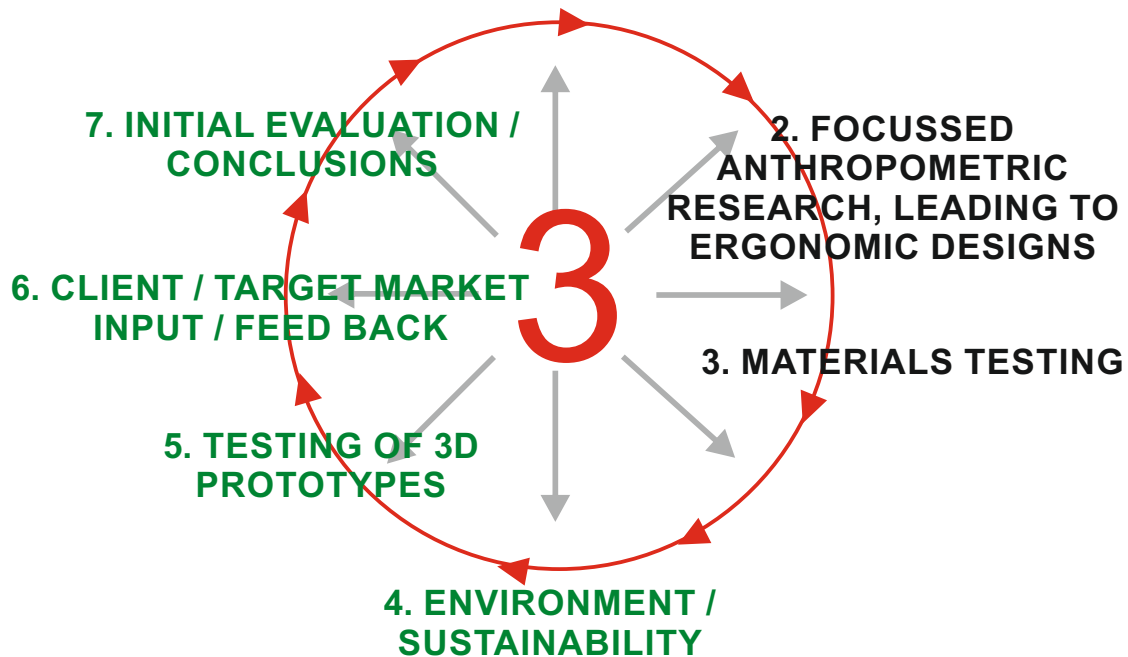 7. INITIAL EVALUATION /
CONCLUSIONS
2. FOCUSSED
ANTHROPOMETRIC
RESEARCH, LEADING TO
ERGONOMIC DESIGNS
3
6. CLIENT / TARGET MARKET
INPUT / FEED BACK
3. MATERIALS TESTING
5. TESTING OF 3D
PROTOTYPES
4. ENVIRONMENT /
SUSTAINABILITY